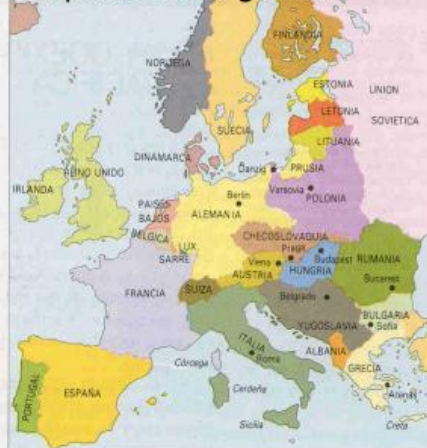 FINLANDIA
NORUEGA
ESTONIA
UNION
LETONIA
SOVIETICA
SUECIA
LITUANIA
DINAMARCA
Danzig
PRUSIA
REINO UNIDO
IRLANDA
Berlín
Varsovia
POLONIA
PAISES
BAJOS
ALEMANIA
BELGICA
CHECOSLOVAQUIA
LUX.
Praga
SARRE
Viena
Budapest
RUMANIA
AUSTRIA
HUNGRIA
SUIZA
Bucarest
FRANCIA
Belgrado
BULGARIA
YUGOSLAVIA
Sofía
ITALIA
ALBANIA
Roma
Córcega
GRECIA
PORTUGAL
ESPAÑA
Cerdeña
Atenas
Sicilia
Creta